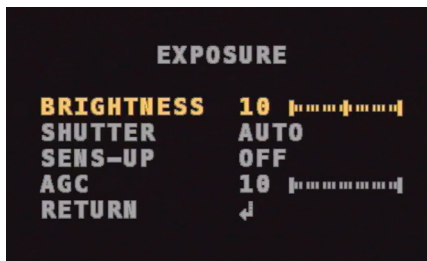 EXPOSURE
BRIGHTNESS 10
SHUTTER AUTO
SENS-UP OFF
AGC 10
RETURN ↲